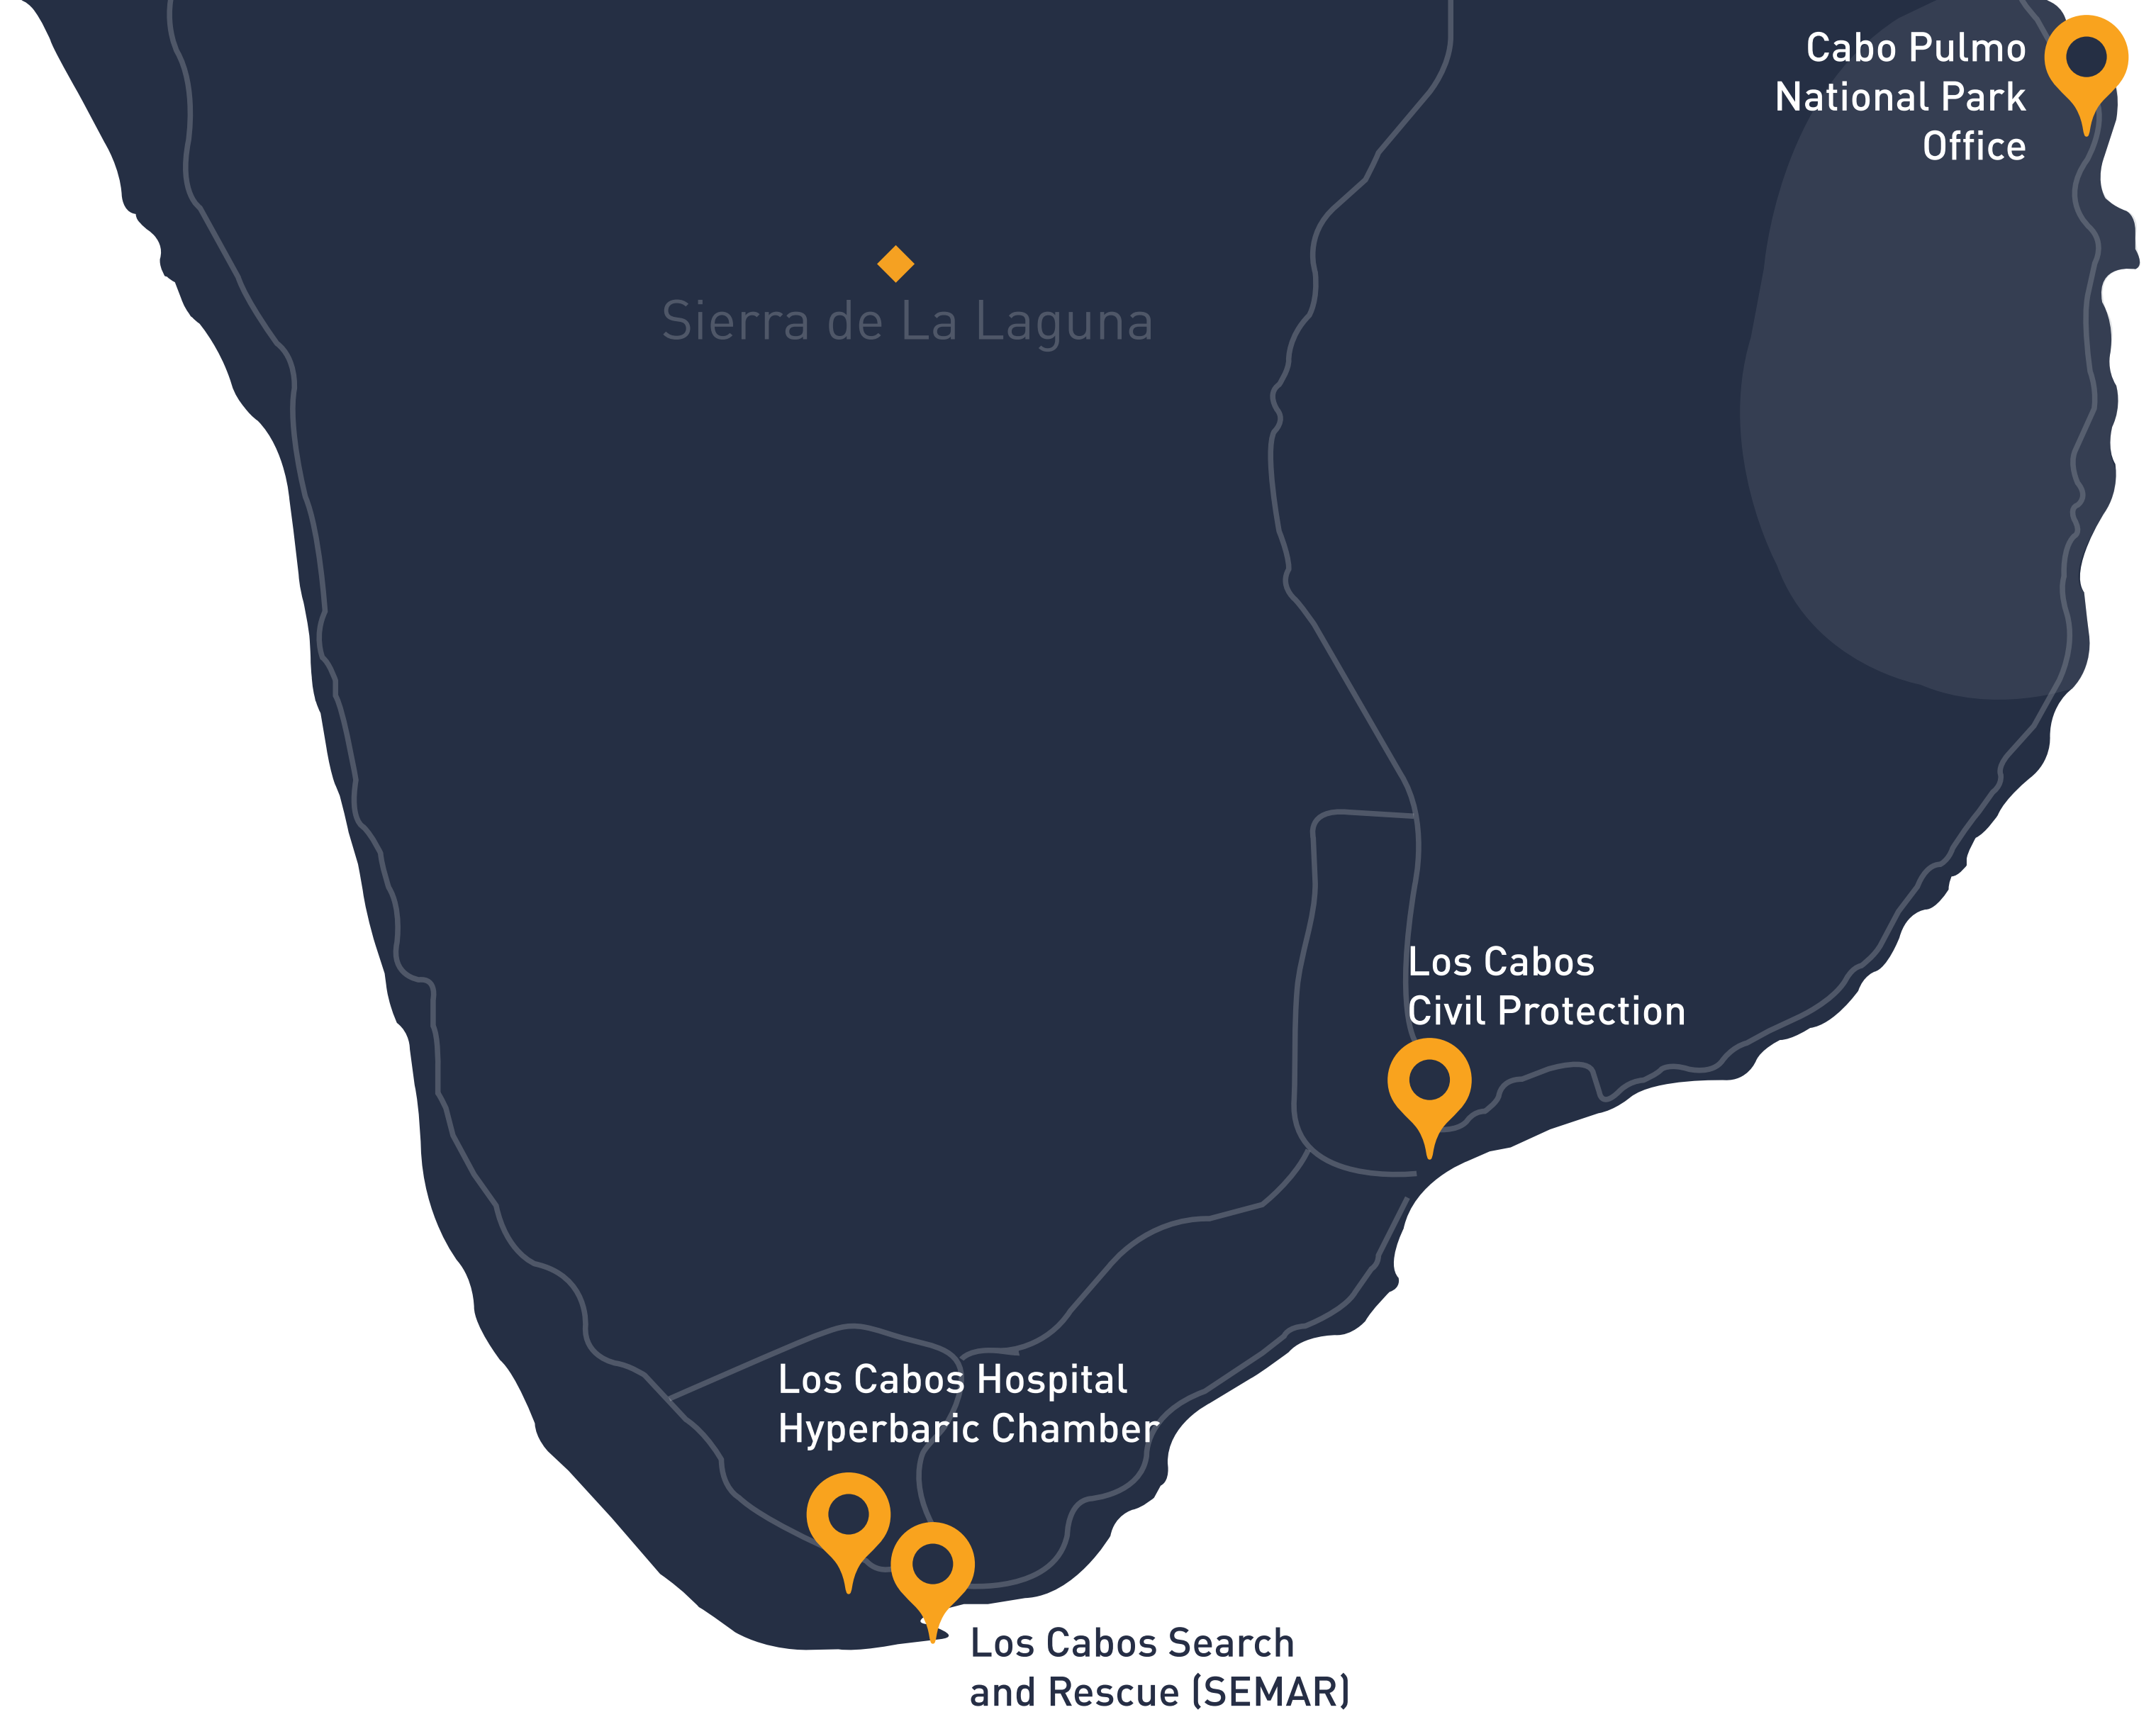 Cabo Pulmo
National Park
Office
Sierra de La Laguna
Los Cabos
Civil Protection
Los Cabos Hospital
Hyperbaric Chamber
Los Cabos Search
and Rescue (SEMAR)